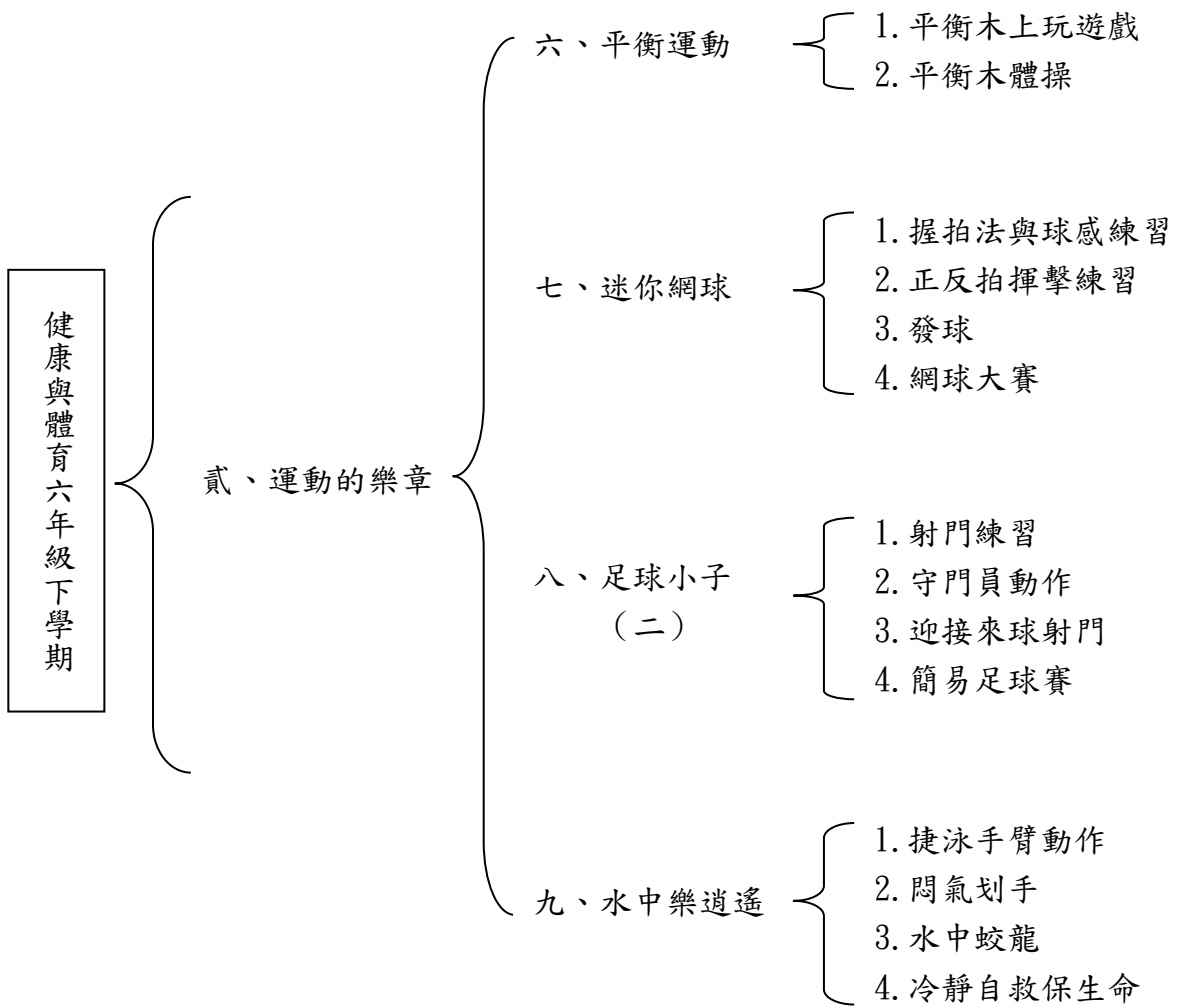 健康與體育六年級下學期
貳、運動的樂章
六、平衡運動
1.平衡木上玩遊戲
2.平衡木體操
七、迷你網球
1.握拍法與球感練習
2.正反拍揮擊練習
3.發球
4.網球大賽
八、足球小子
（二）
1.射門練習
2.守門員動作
3.迎接來球射門
4.簡易足球賽
九、水中樂逍遙
1.捷泳手臂動作
2.悶氣划手
3.水中蛟龍
4.冷靜自救保生命